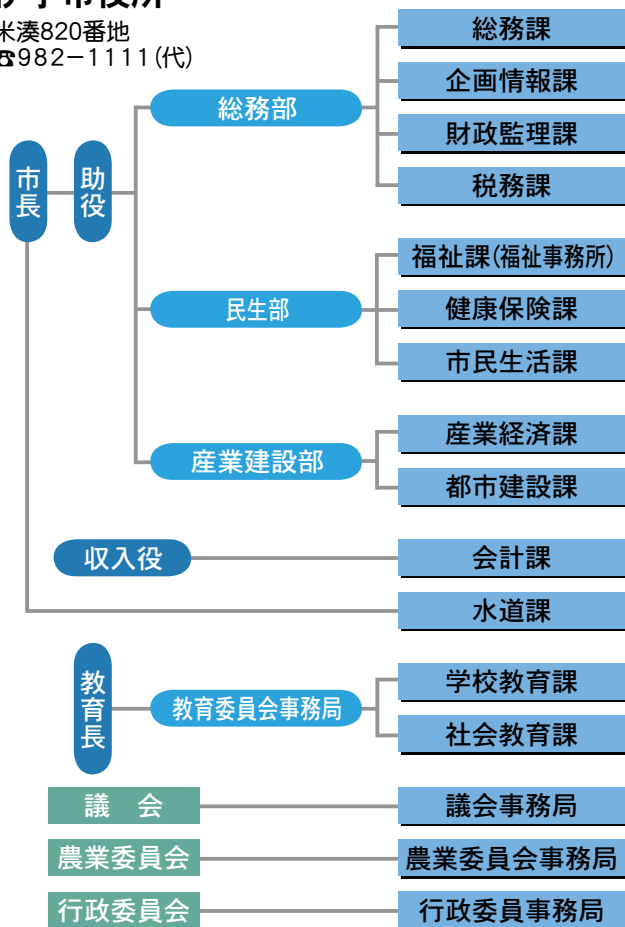 市役所
米湊820番地
☎982－1111(代)
市長
助役
総務部
総務課
企画情報課
財政監理課
税務課
民生部
福祉課(福祉事務所)
健康保険課
市民生活課
産業建設部
産業経済課
都市建設課
収入役
会計課
水道課
教育長
教育委員会事務局
学校教育課
社会教育課
議　会
議会事務局
農業委員会
農業委員会事務局
行政委員会
行政委員事務局